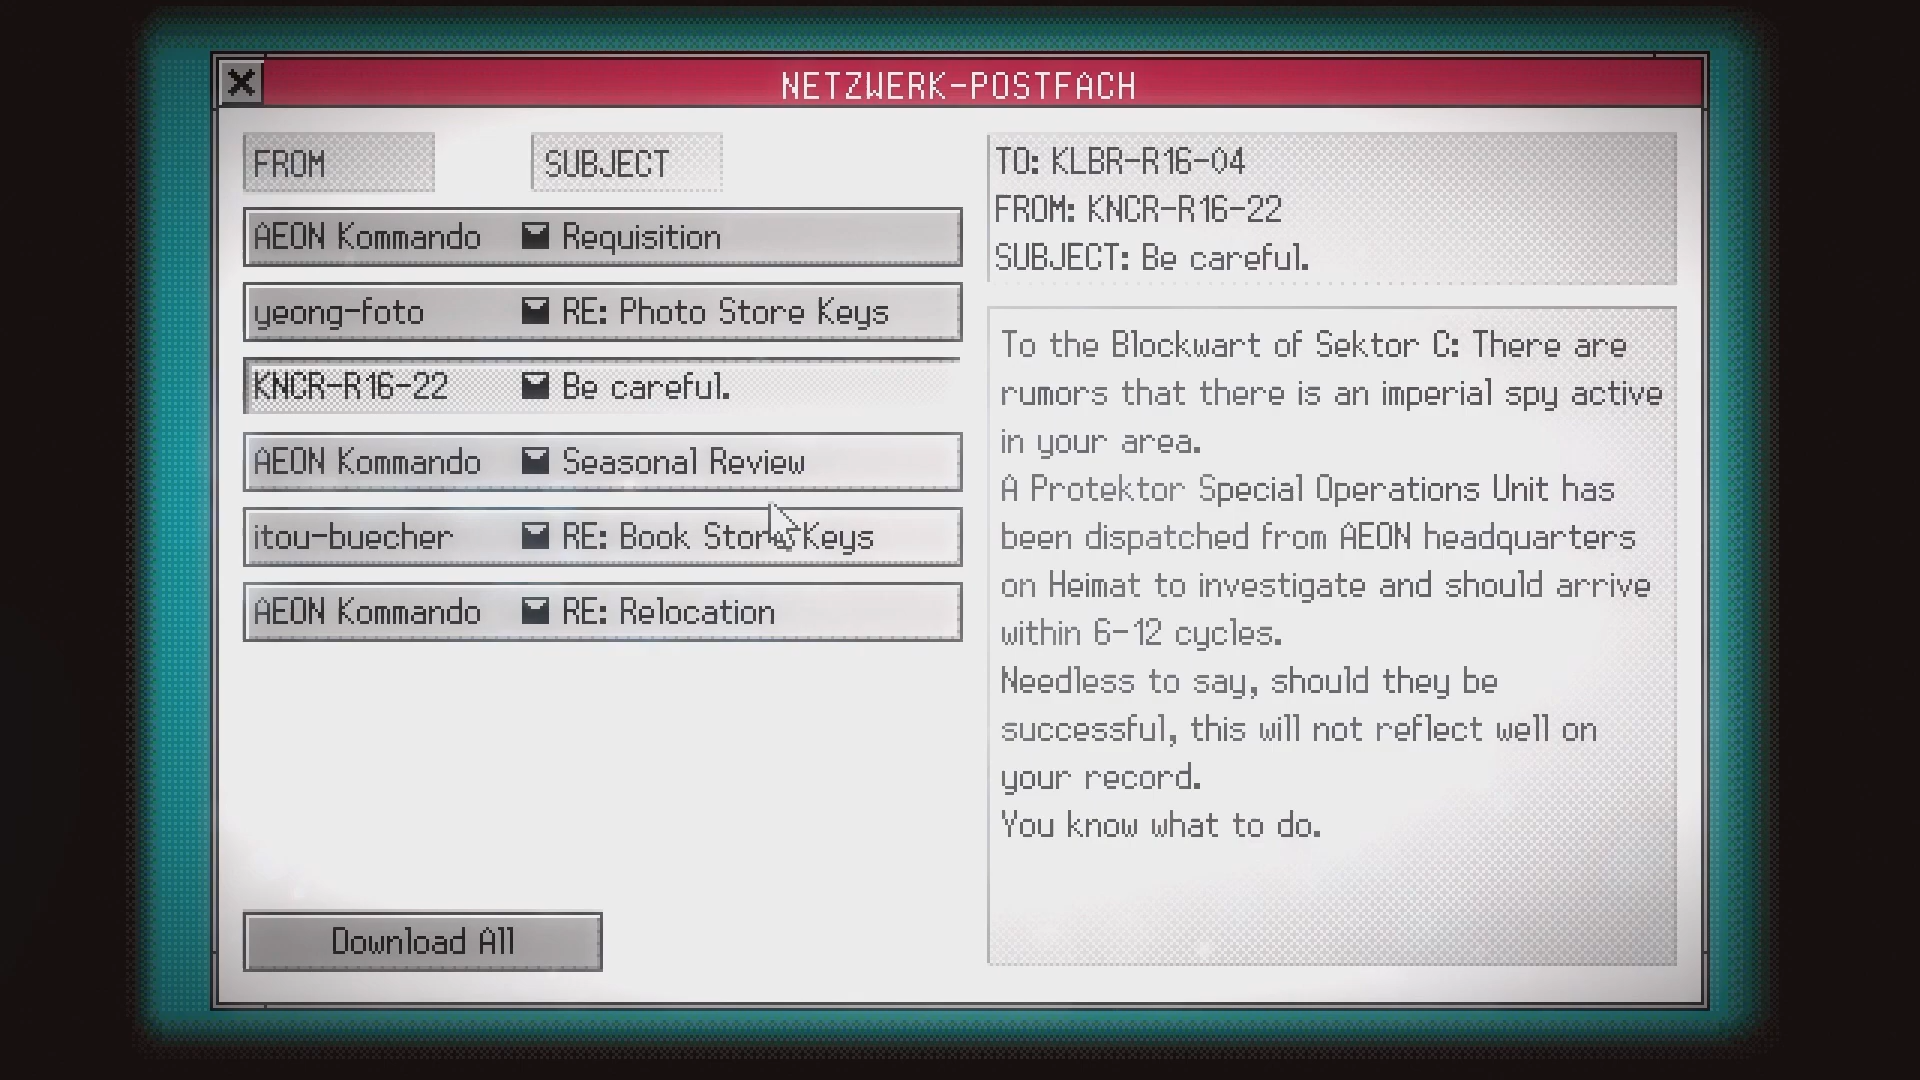 NETZWERK-POSTFACH
FROM SUBJECT
AEON Kommando Requisition
yeong-foto RE: Photo Store Keys
KNCR-R16-22 Be careful.
AEON Kommando Seasonal Review
itou-buecher RE: Book Store Keys
AEON Kommando RE: Relocation
Download All
TO: KLBR-R16-04
FROM: KNCR-R16-22
SUBJECT: Be careful.
To the Blockwart of Sektor C: There are
rumors that there is an imperial spy active
in your area.
A Protektor Special Operations Unit has
been dispatched from AEON headquarters
on Heimat to investigate and should arrive
within 6-12 cycles.
Needless to say, should they be
successful, this will not reflect well on
your record.
You know what to do.